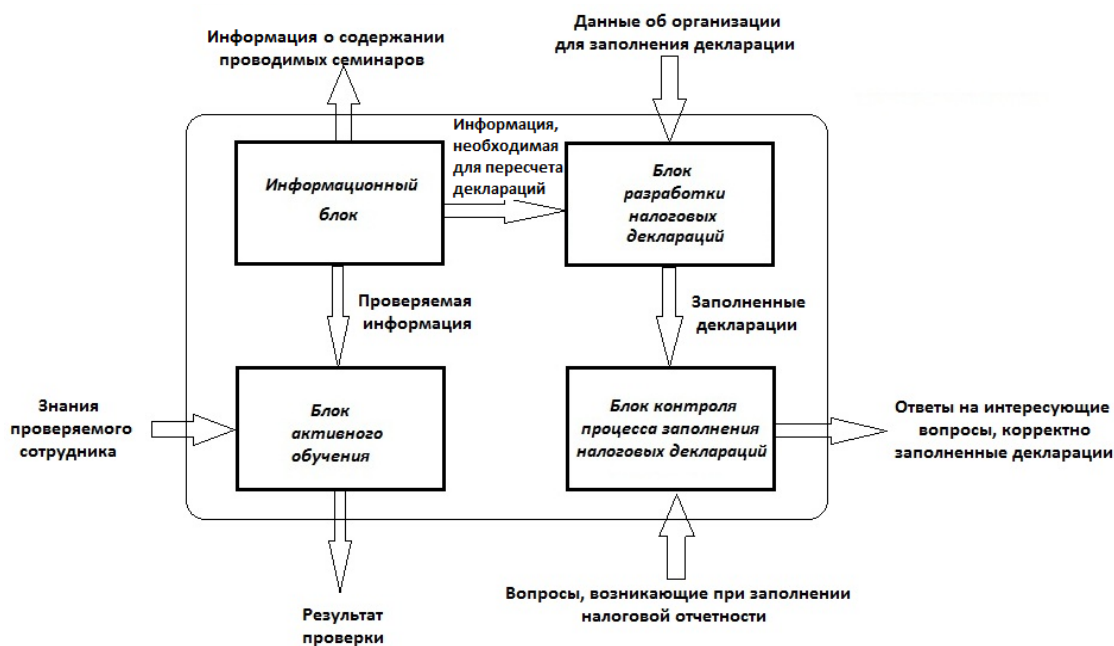 Информация о содержании
проводимых семинаров
Данные об организации
для заполнения декларации
Информация,
необходимая
для пересчета
деклараций
Информационный
блок
Блок
разработки
налоговых
деклараций
Проверяемая
информация
Заполненные
декларации
Знания
проверяемого
сотрудника
Блок
активного
обучения
Блок контроля
процесса заполнения
налоговых деклараций
Ответы на интересующие
вопросы, корректно
заполненные декларации
Результат
проверки
Вопросы, возникающие при заполнении
налоговой отчетности